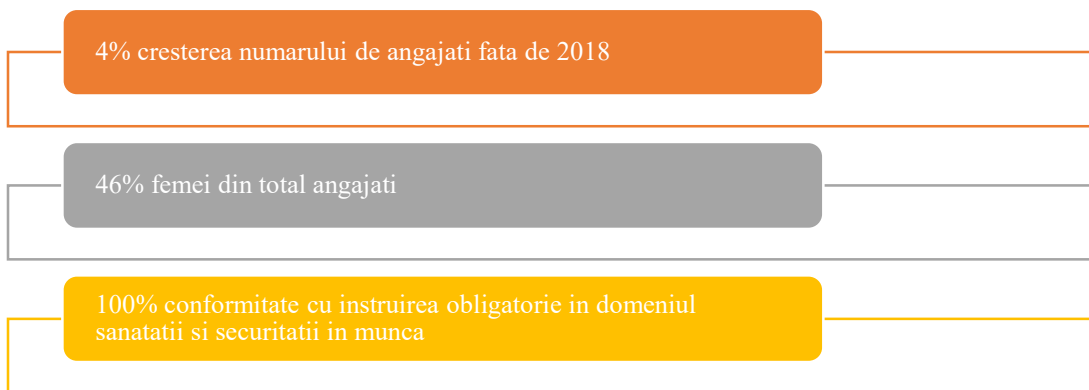 4% cresterea numarului de angajati fata de 2018
46% femei din total angajati
100% conformitate cu instruirea obligatorie in domeniul
sanatatii si securitatii in munca